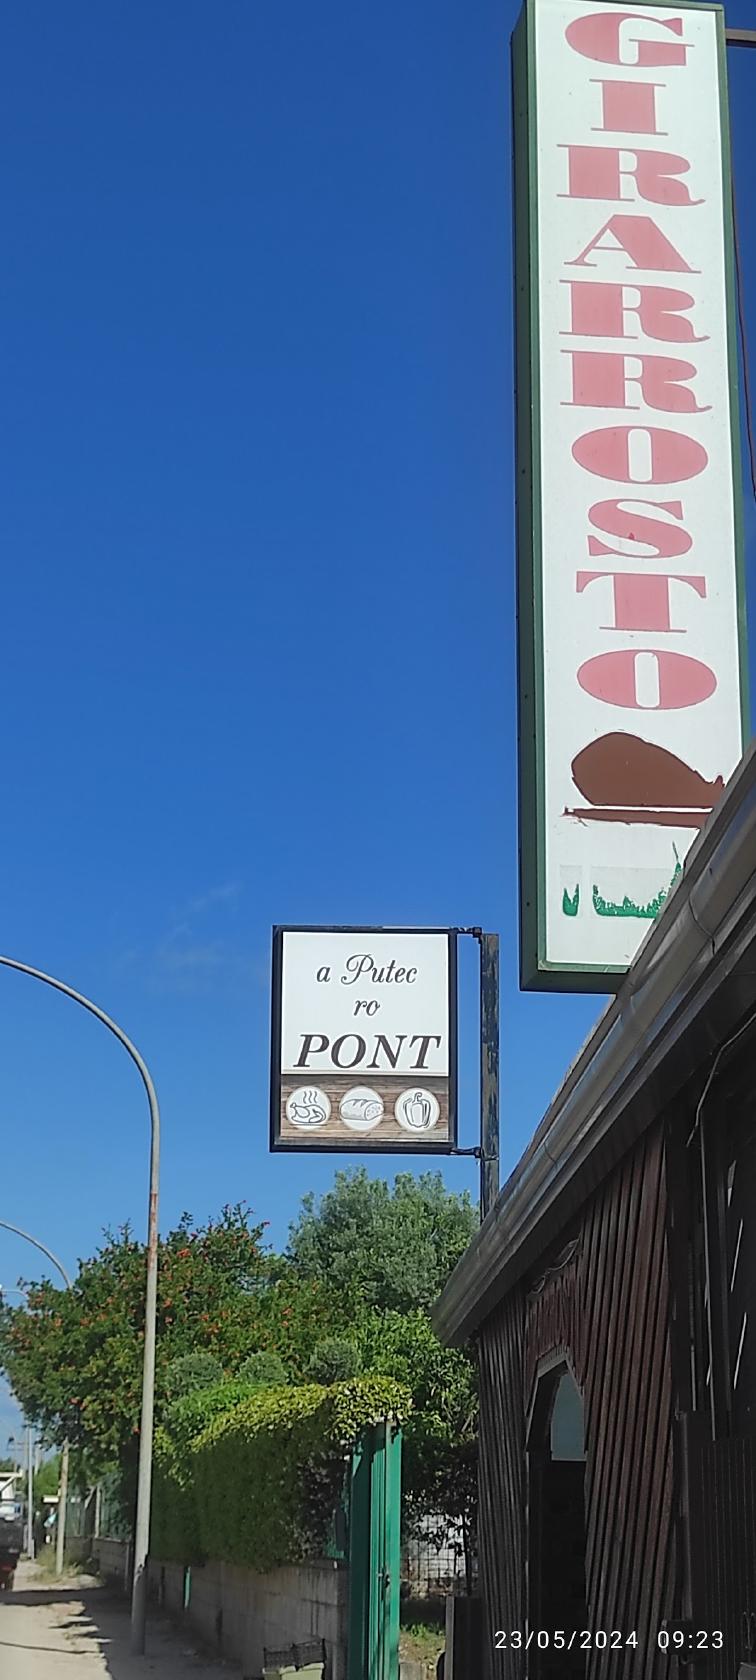 GIRARROSTO
a Putec
ro
PONT
23/05/2024 09:23